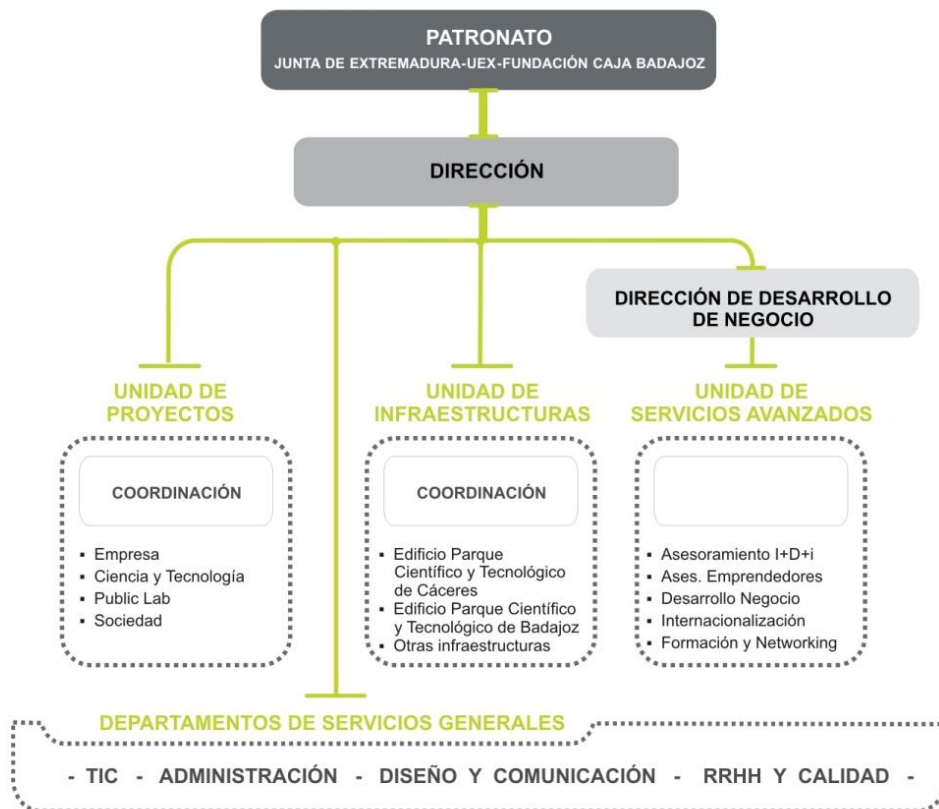 PATRONATO
JUNTA DE EXTREMADURA-UEX-FUNDACIÓN CAJA BADAJOZ
DIRECCIÓN
DIRECCIÓN DE DESARROLLO
DE NEGOCIO
UNIDAD DE
PROYECTOS
COORDINACIÓN
▪ Empresa
▪ Ciencia y Tecnología
▪ Public Lab
▪ Sociedad
UNIDAD DE
INFRAESTRUCTURAS
COORDINACIÓN
▪ Edificio Parque
Científico y Tecnológico
de Cáceres
▪ Edificio Parque Científico
y Tecnológico de Badajoz
▪ Otras infraestructuras
UNIDAD DE
SERVICIOS AVANZADOS
▪ Asesoramiento I+D+i
▪ Ases. Emprendedores
▪ Desarrollo Negocio
▪ Internacionalización
▪ Formación y Networking
DEPARTAMENTOS DE SERVICIOS GENERALES
- TIC - ADMINISTRACIÓN - DISEÑO Y COMUNICACIÓN - RRHH Y CALIDAD -